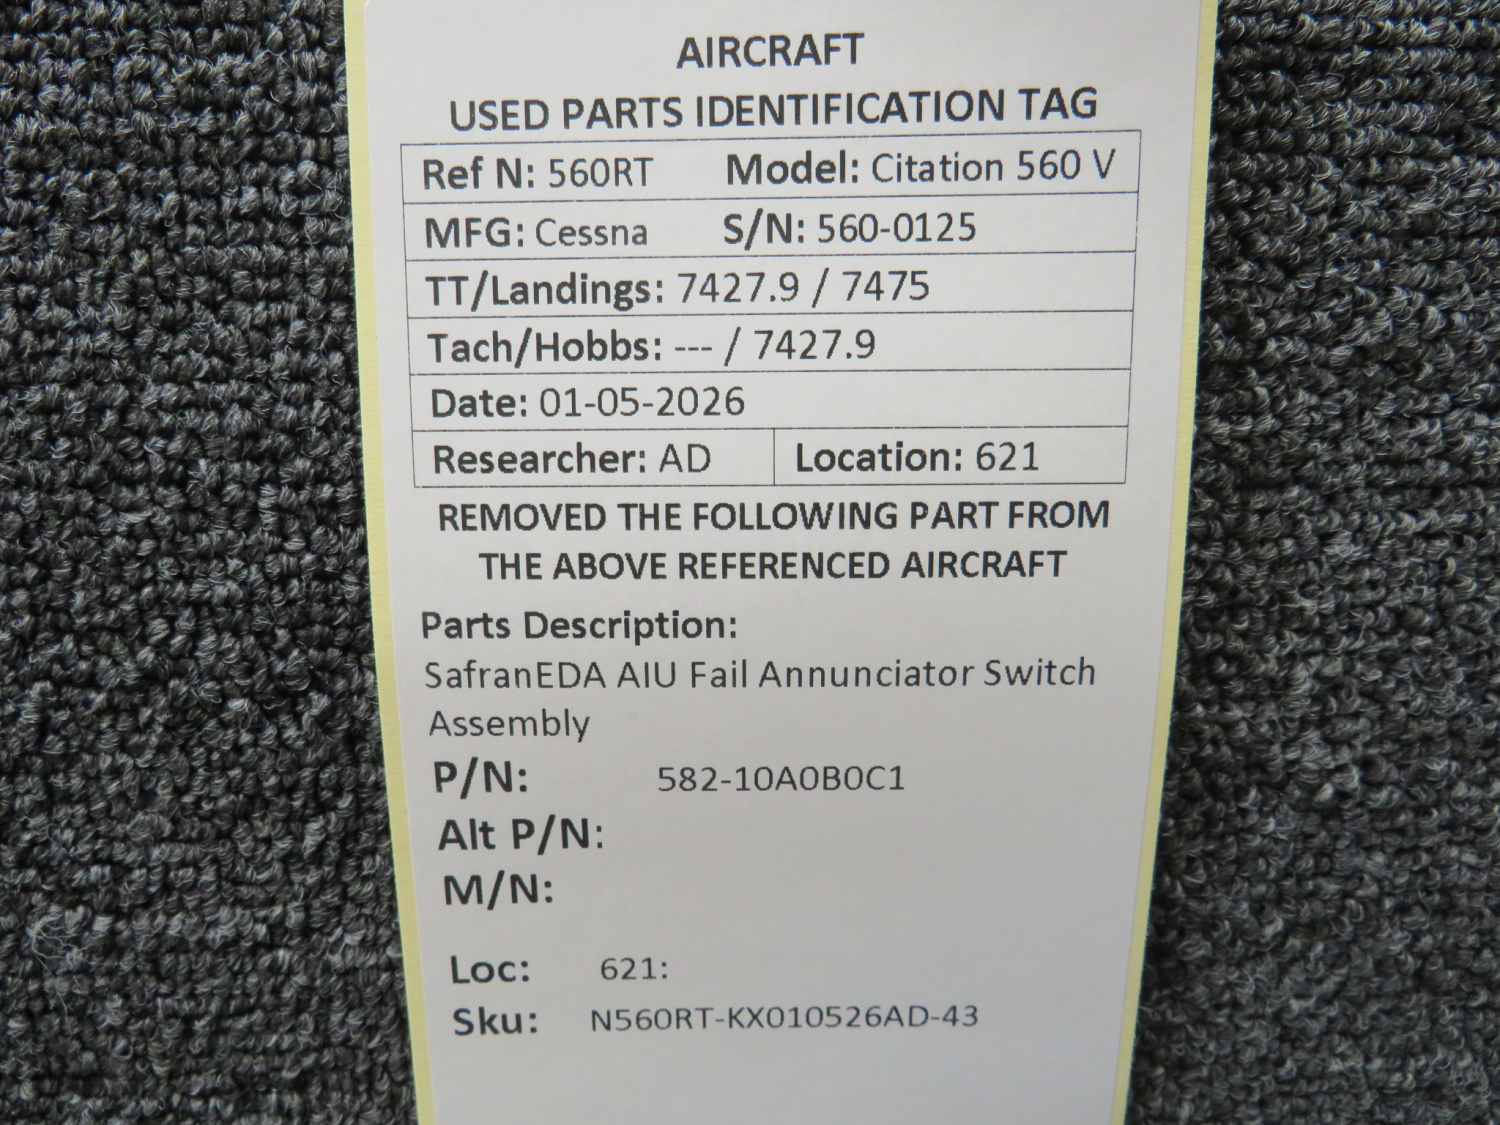 AIRCRAFT
USED PARTS IDENTIFICATION TAG
Ref N: 560RT Model: Citation 560 V
MFG: Cessna S/N: 560-0125
TT/Landings: 7427.9 / 7475
Tach/Hobbs: --- / 7427.9
Date: 01-05-2026
Researcher: AD Location: 621
REMOVED THE FOLLOWING PART FROM
THE ABOVE REFERENCED AIRCRAFT
Parts Description:
SafranEDA AIU Fail Annunciator Switch
Assembly
P/N: 582-10A0B0C1
Alt P/N:
M/N:
Loc: 621:
Sku: N560RT-KX010526AD-43